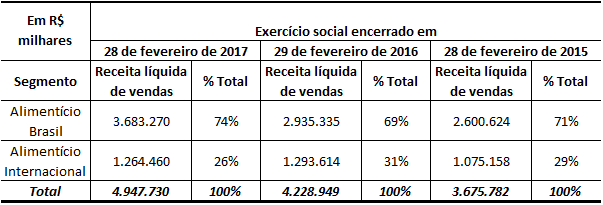 Em R$ milhares Exercício social encerrado em
28 de fevereiro de 2017 29 de fevereiro de 2016 28 de fevereiro de 2015
Segmento Receita líquida de vendas % Total Receita líquida de vendas % Total Receita líquida de vendas % Total
Alimentício Brasil 3.683.270 74% 2.935.335 69% 2.600.624 71%
Alimentício Internacional 1.264.460 26% 1.293.614 31% 1.075.158 29%
Total 4.947.730 100% 4.228.949 100% 3.675.782 100%